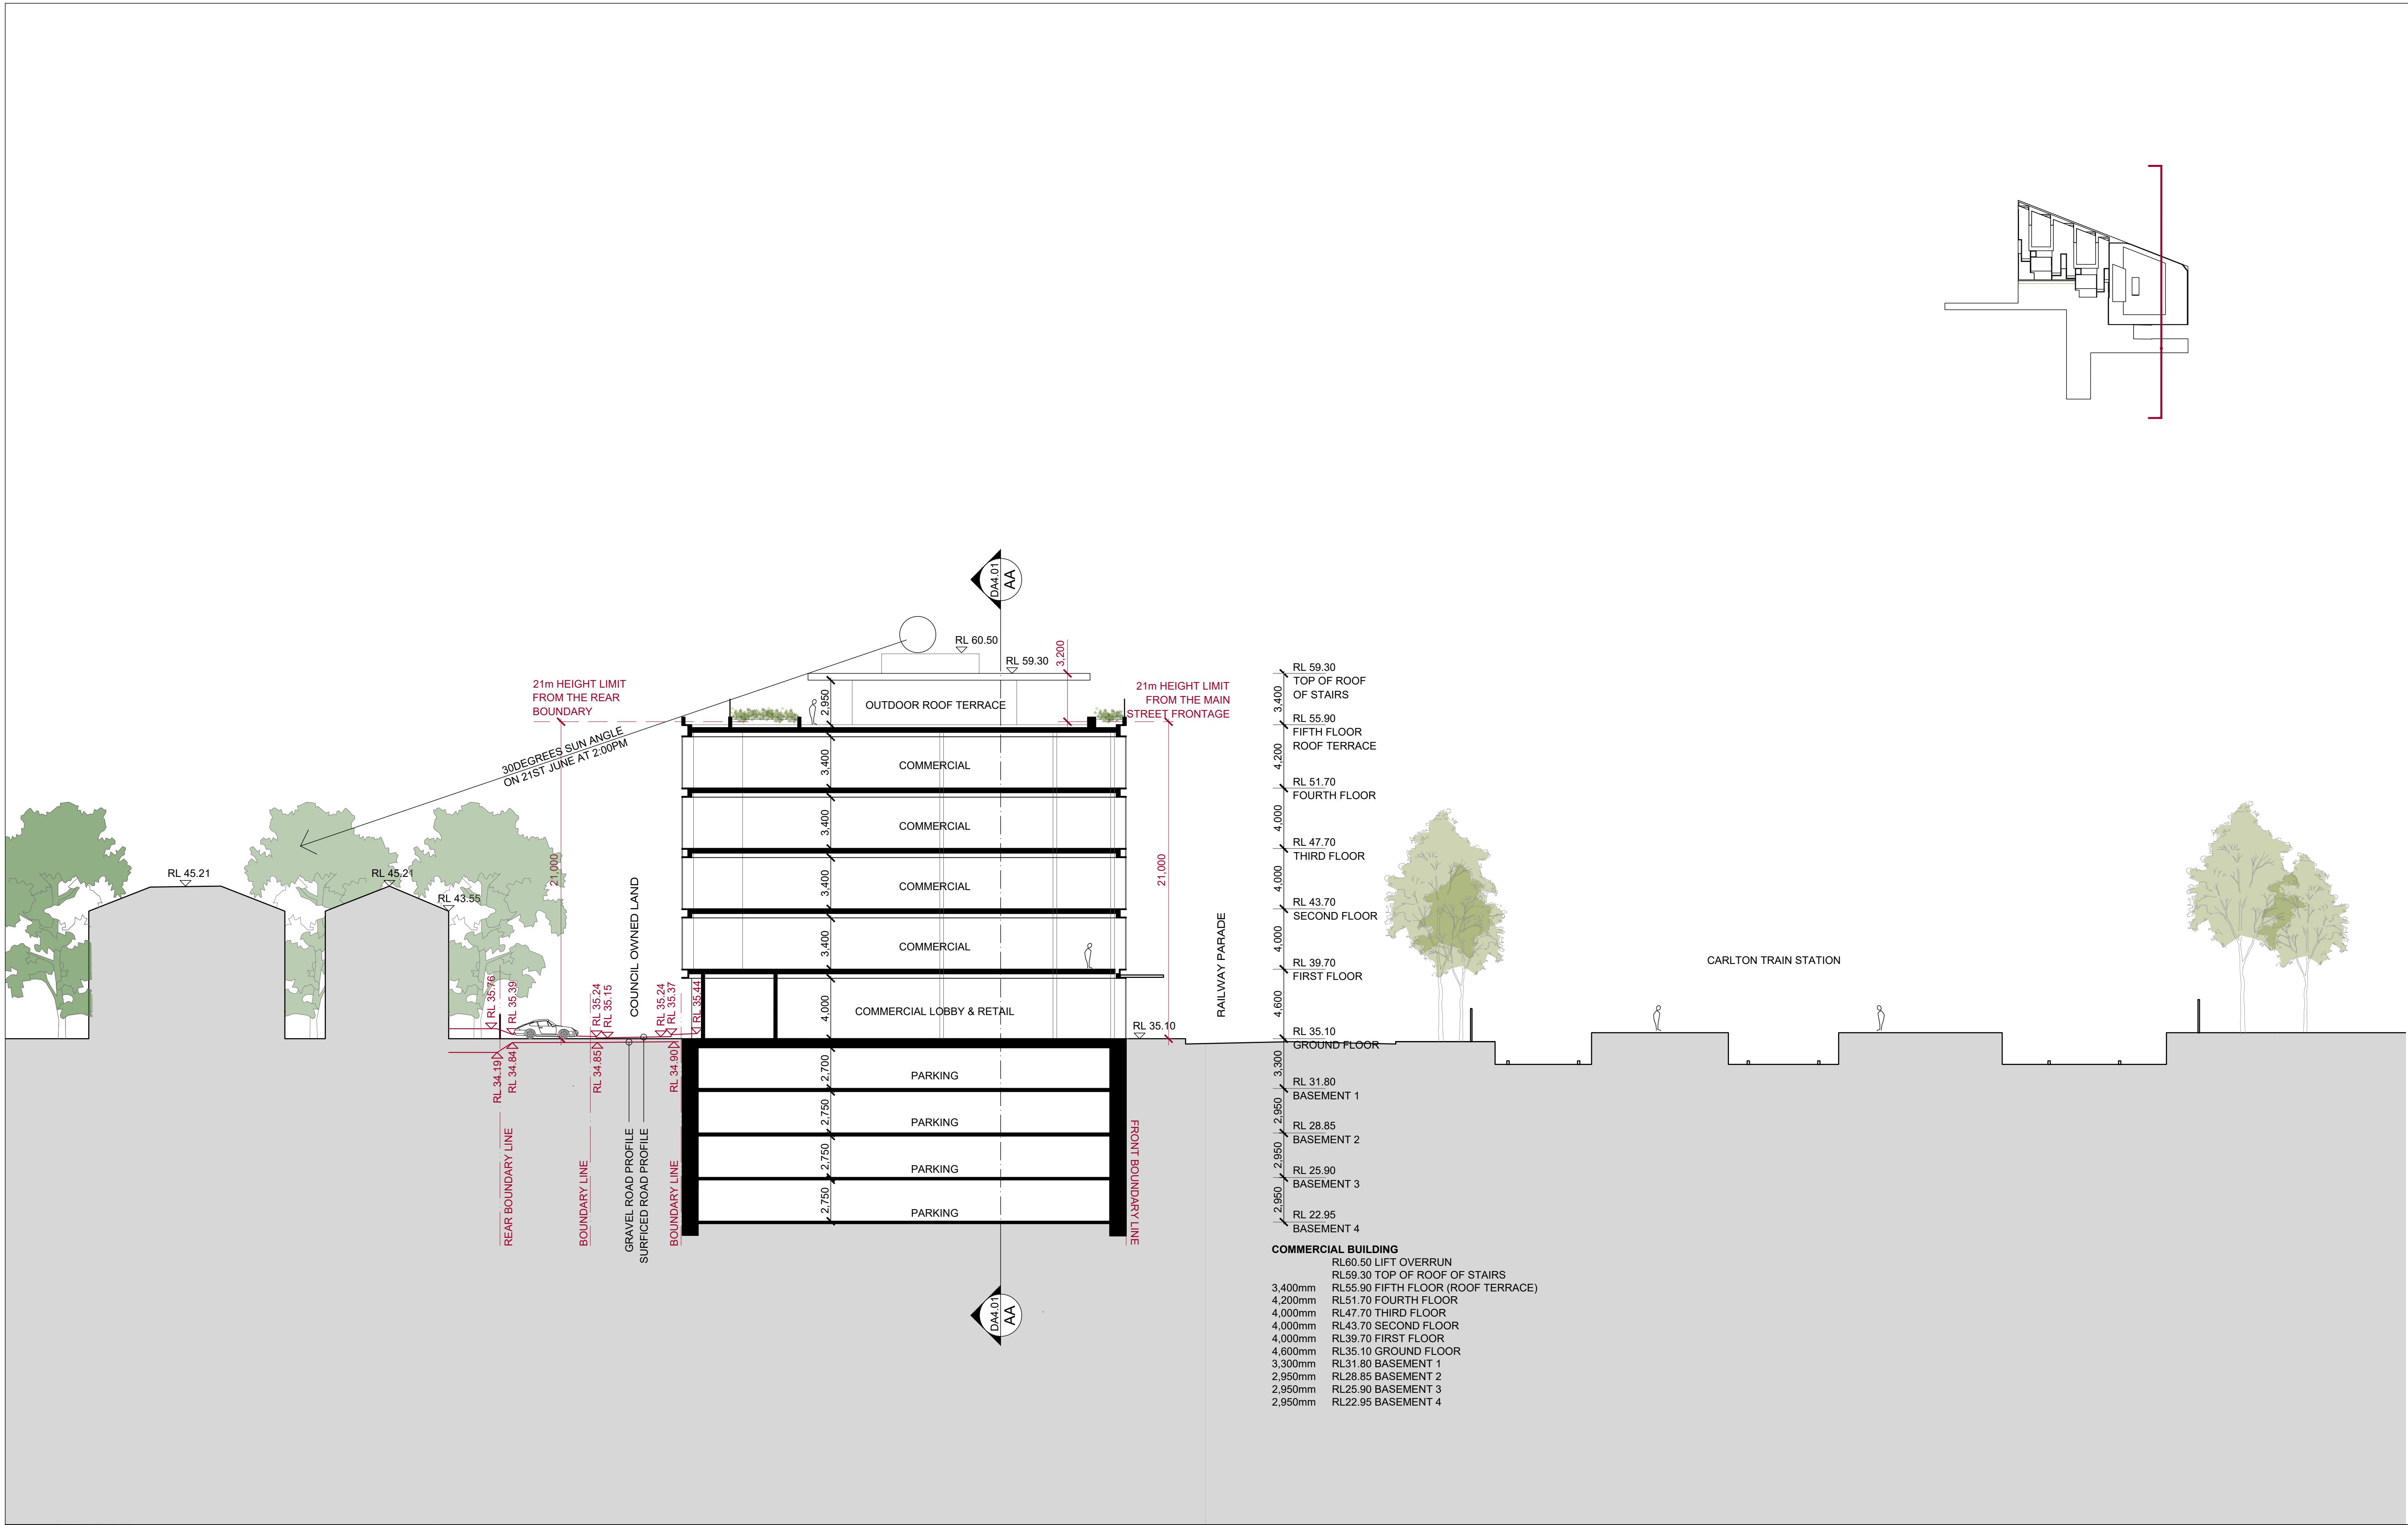 DA4.01
AA
RL 60.50
RL 59.30
3,200
21m HEIGHT LIMIT
FROM THE REAR
BOUNDARY
2,950
OUTDOOR ROOF TERRACE
21m HEIGHT LIMIT
FROM THE MAIN
STREET FRONTAGE
30DEGREES SUN ANGLE
ON 21ST JUNE AT 2:00PM
3,400
COMMERCIAL
3,400
COMMERCIAL
3,400
COMMERCIAL
3,400
COMMERCIAL
4,000
COMMERCIAL LOBBY & RETAIL
21,000
21,000
RL 45.21
RL 45.21
RL 43.55
COUNCIL OWNED LAND
RAILWAY PARADE
RL 35.76
RL 35.39
RL 35.24
RL 35.15
RL 35.24
RL 35.37
RL 35.44
RL 35.10
RL 34.19
RL 34.84
RL 34.85
RL 34.90
2,700
PARKING
2,750
PARKING
2,750
PARKING
2,750
PARKING
REAR BOUNDARY LINE
BOUNDARY LINE
GRAVEL ROAD PROFILE
SURFICED ROAD PROFILE
BOUNDARY LINE
FRONT BOUNDARY LINE
RL 59.30
TOP OF ROOF
OF STAIRS
3,400
RL 55.90
FIFTH FLOOR
ROOF TERRACE
4,200
RL 51.70
FOURTH FLOOR
4,000
RL 47.70
THIRD FLOOR
4,000
RL 43.70
SECOND FLOOR
4,000
RL 39.70
FIRST FLOOR
4,600
RL 35.10
GROUND FLOOR
3,300
RL 31.80
BASEMENT 1
2,950
RL 28.85
BASEMENT 2
2,950
RL 25.90
BASEMENT 3
2,950
RL 22.95
BASEMENT 4
CARLTON TRAIN STATION
DA4.01
AA
COMMERCIAL BUILDING
RL60.50 LIFT OVERRUN
RL59.30 TOP OF ROOF OF STAIRS
3,400mm RL55.90 FIFTH FLOOR (ROOF TERRACE)
4,200mm RL51.70 FOURTH FLOOR
4,000mm RL47.70 THIRD FLOOR
4,000mm RL43.70 SECOND FLOOR
4,000mm RL39.70 FIRST FLOOR
4,600mm RL35.10 GROUND FLOOR
3,300mm RL31.80 BASEMENT 1
2,950mm RL28.85 BASEMENT 2
2,950mm RL25.90 BASEMENT 3
2,950mm RL22.95 BASEMENT 4